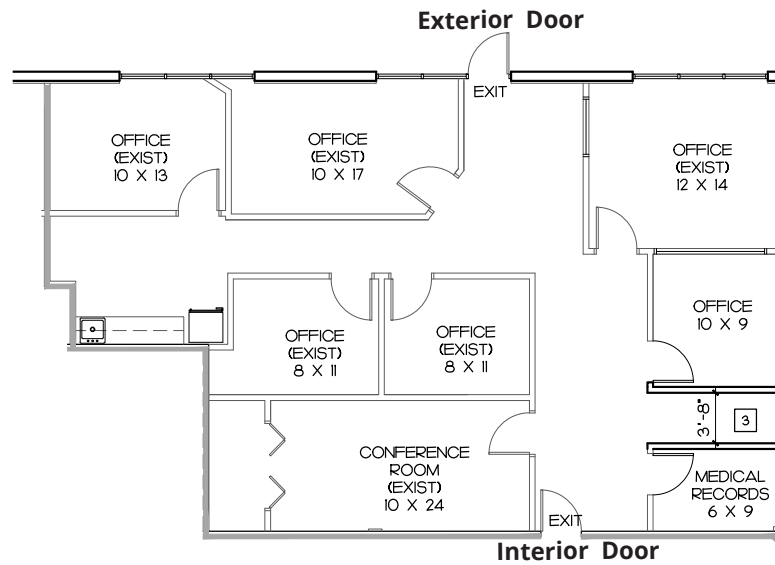 Exterior Door
EXIT
OFFICE
(EXIST)
10 X 13
OFFICE
(EXIST)
10 X 17
OFFICE
(EXIST)
12 X 14
OFFICE
10 X 9
OFFICE
(EXIST)
8 X 11
OFFICE
(EXIST)
8 X 11
3'-8"
3
CONFERENCE
ROOM
(EXIST)
10 X 24
MEDICAL
RECORDS
6 X 9
EXIT
Interior Door